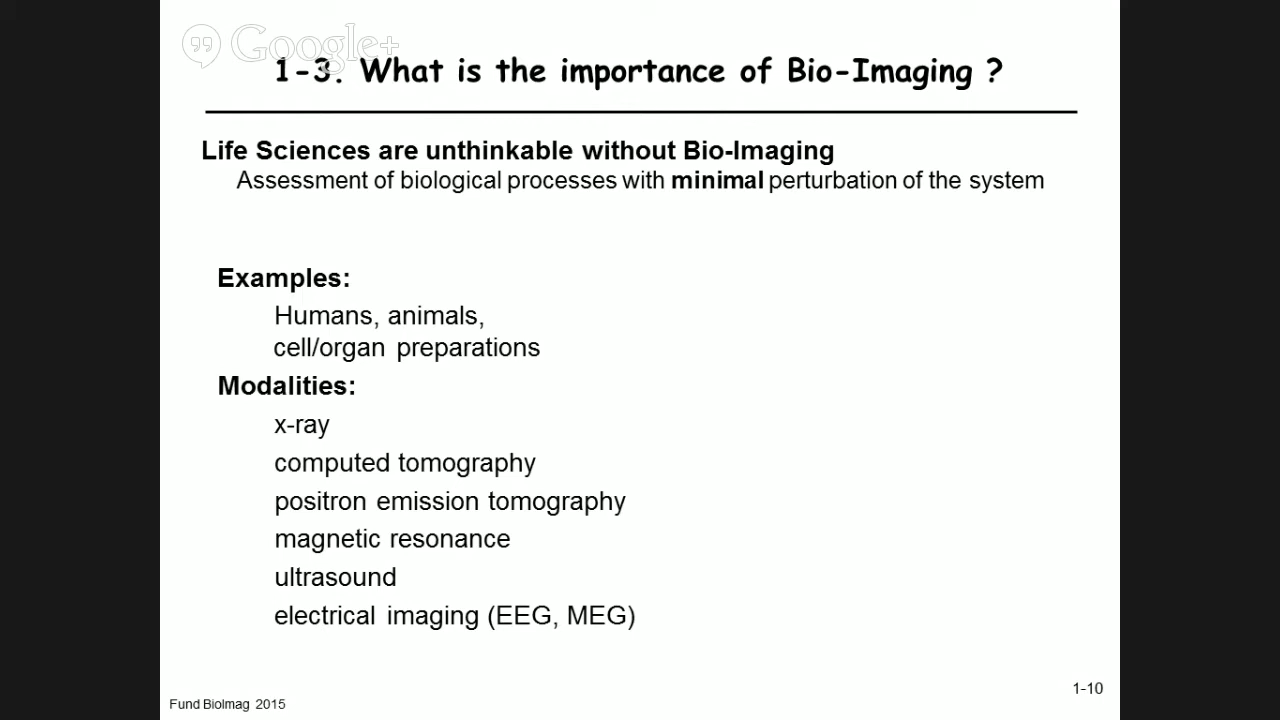 Google+
1-3. What is the importance of Bio-Imaging ?
Life Sciences are unthinkable without Bio-Imaging
Assessment of biological processes with minimal perturbation of the system
Examples:
Humans, animals,
cell/organ preparations
Modalities:
x-ray
computed tomography
positron emission tomography
magnetic resonance
ultrasound
electrical imaging (EEG, MEG)
1-10
Fund BioImag 2015